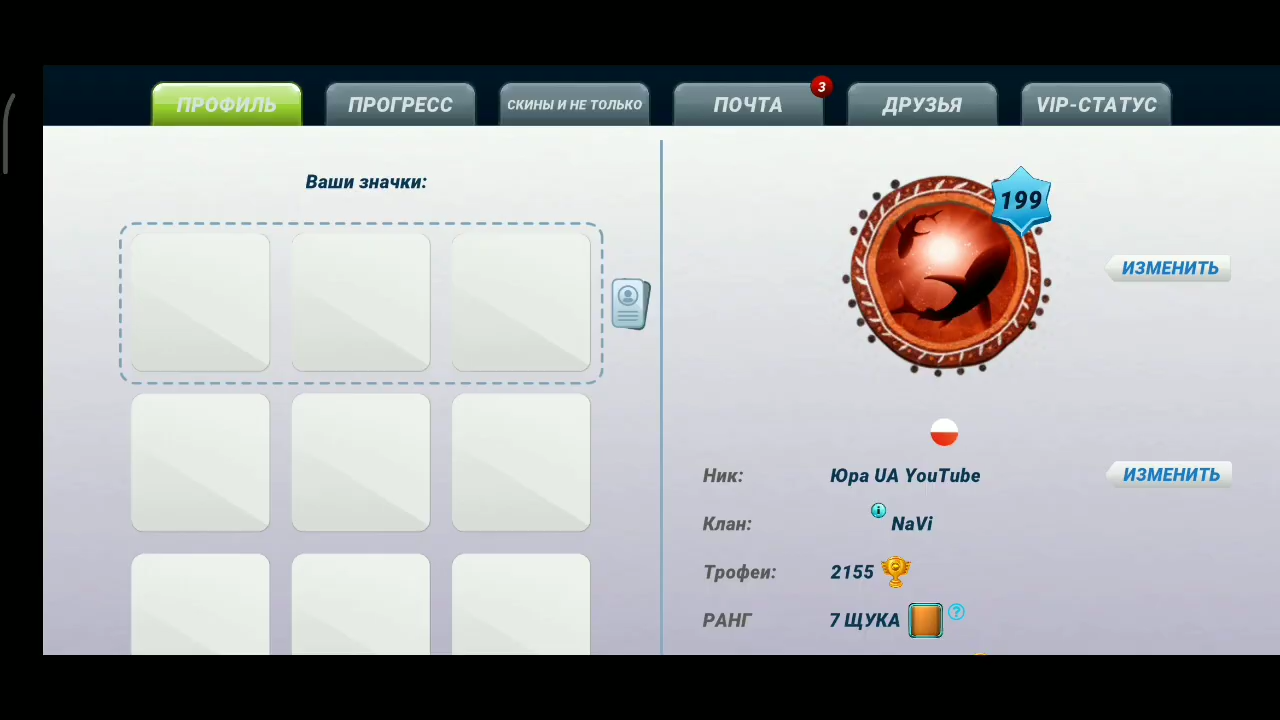 ПРОФИЛЬ
ПРОГРЕСС
СКИНЫ И НЕ ТОЛЬКО
ПОЧТА
3
ДРУЗЬЯ
VIP-СТАТУС
Ваши значки:
199
ИЗМЕНИТЬ
Ник: Юра UA YouTube
ИЗМЕНИТЬ
Клан: NaVi
Трофеи: 2155
РАНГ 7 ЩУКА ?